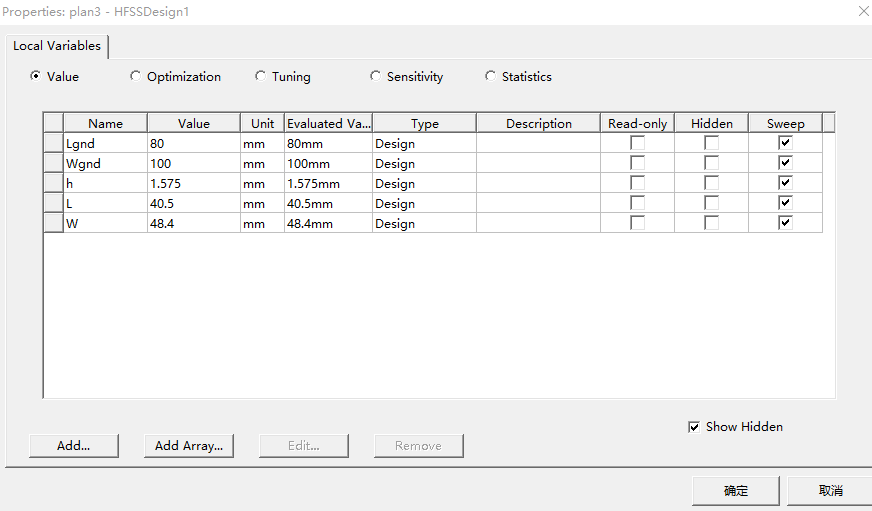 Properties: plan3 - HFSSDesign1
Local Variables
Value Optimization Tuning Sensitivity Statistics
Name Value Unit Evaluated Va... Type Description Read-only Hidden Sweep
Lgnd 80 mm 80mm Design
Wgnd 100 mm 100mm Design
h 1.575 mm 1.575mm Design
L 40.5 mm 40.5mm Design
W 48.4 mm 48.4mm Design
Show Hidden
Add... Add Array... Edit... Remove
确定 取消